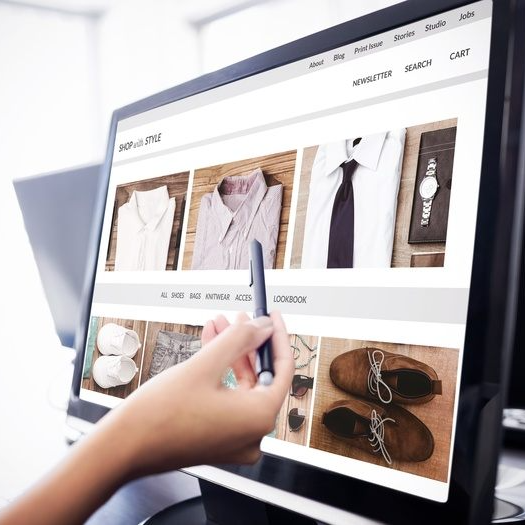 About Blog Print Issue Stories Studio Jobs
NEWSLETTER SEARCH CART
SHOP with STYLE
ALL SHOES BAGS KNITWEAR LOOKBOOK